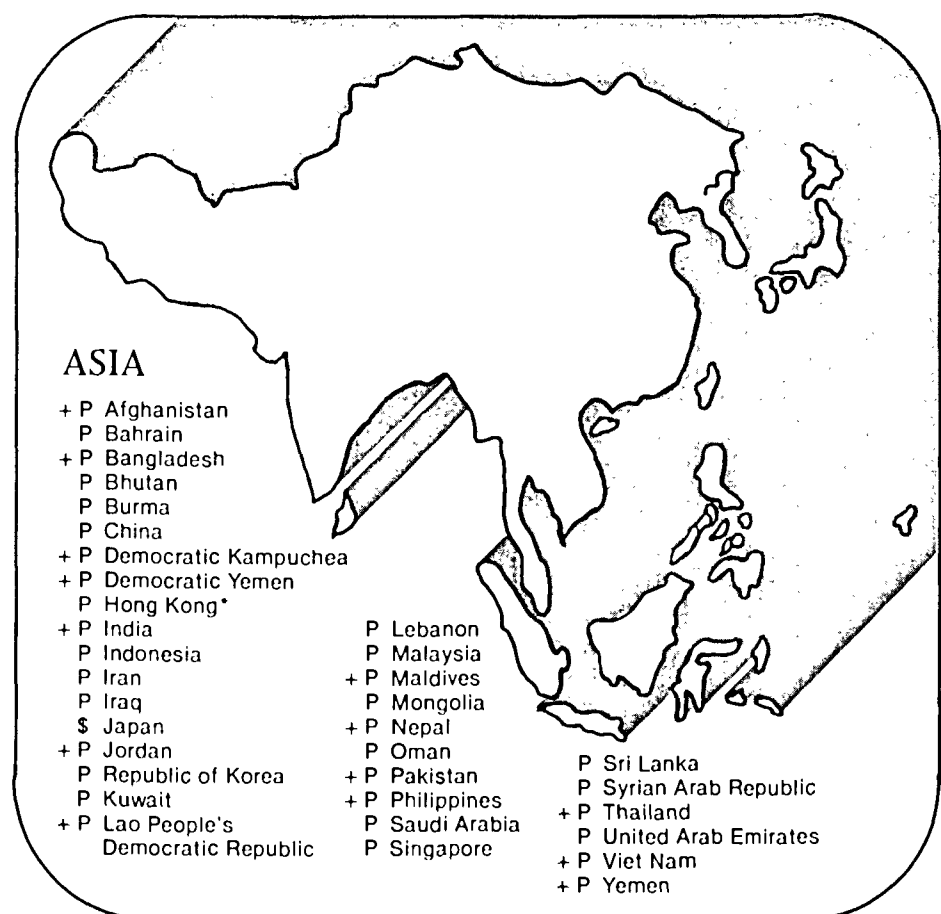 ASIA
+ P Afghanistan
P Bahrain
+ P Bangladesh
P Bhutan
P Burma
P China
+ P Democratic Kampuchea
+ P Democratic Yemen
P Hong Kong*
+ P India
P Indonesia
P Iran
P Iraq
$ Japan
+ P Jordan
P Republic of Korea
P Kuwait
+ P Lao People's
Democratic Republic
P Lebanon
P Malaysia
+ P Maldives
P Mongolia
+ P Nepal
P Oman
+ P Pakistan
+ P Philippines
P Saudi Arabia
P Singapore
P Sri Lanka
P Syrian Arab Republic
+ P Thailand
P United Arab Emirates
+ P Viet Nam
+ P Yemen